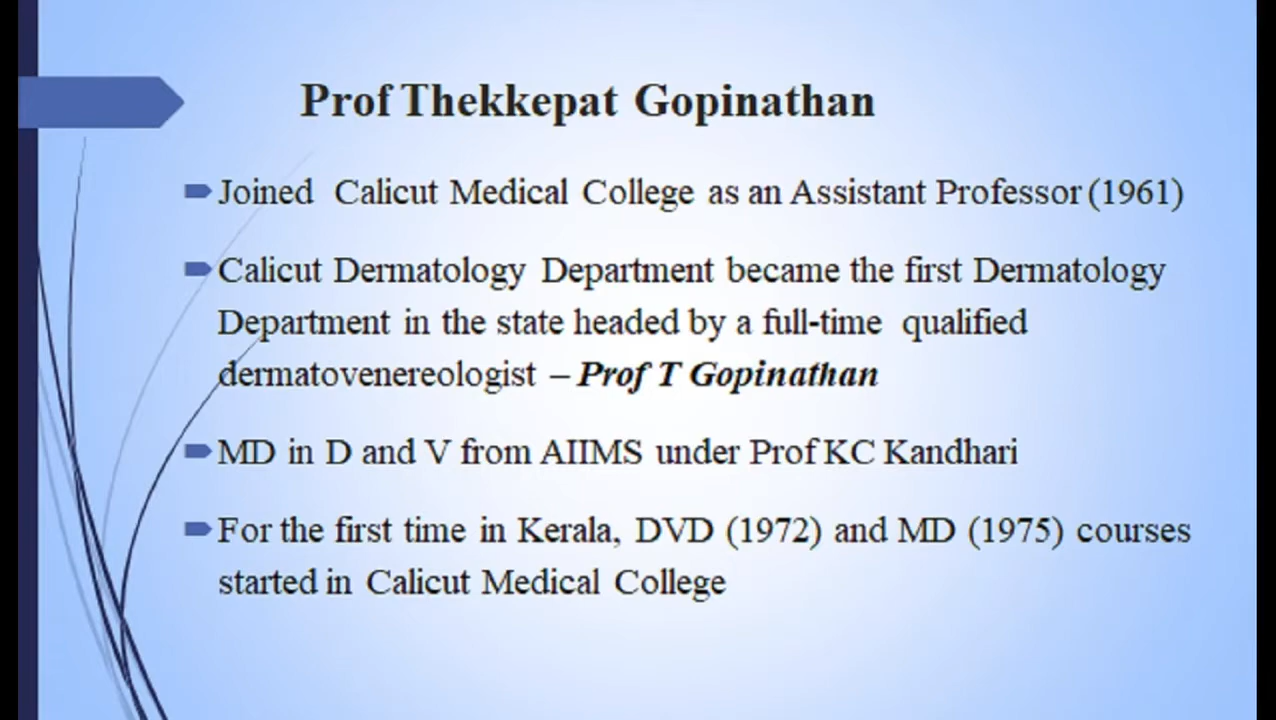 Prof Thekkepat Gopinathan
Joined Calicut Medical College as an Assistant Professor (1961)
Calicut Dermatology Department became the first Dermatology
Department in the state headed by a full-time qualified
dermatovenereologist – Prof T Gopinathan
MD in D and V from AIIMS under Prof KC Kandhari
For the first time in Kerala, DVD (1972) and MD (1975) courses
started in Calicut Medical College